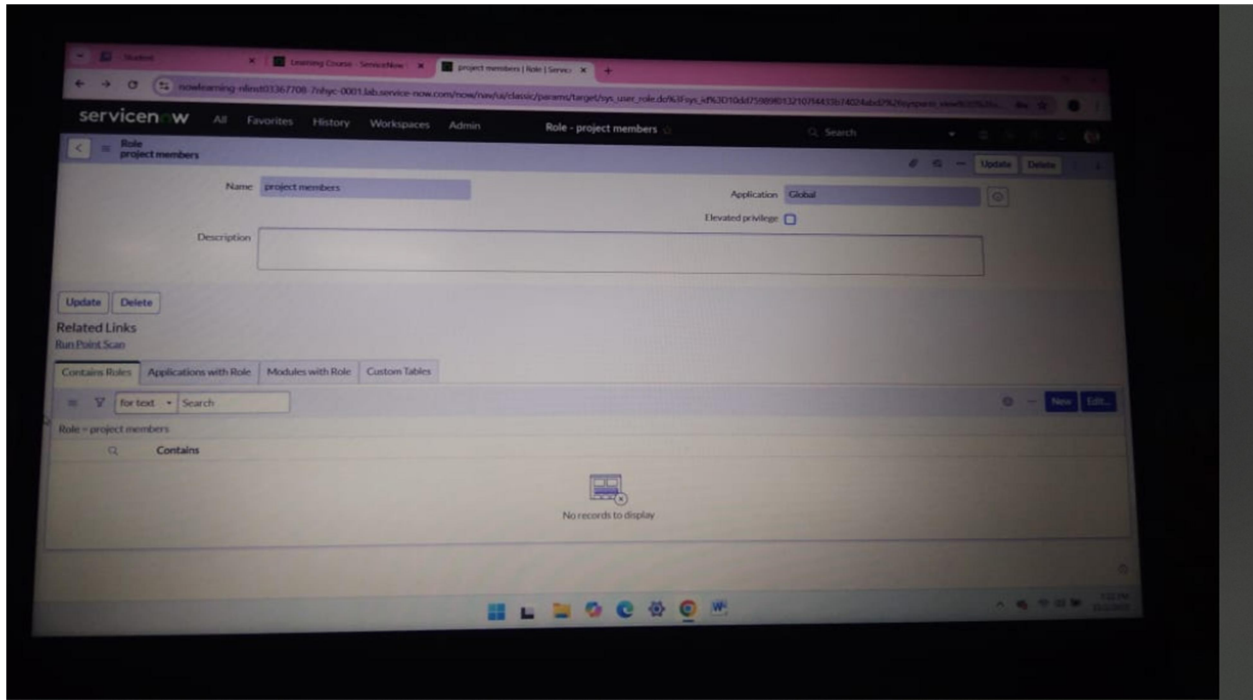 Student
Learning Course - ServiceNow
project members | Role | Service
servicenow All Favorites History Workspaces Admin Role - project members Search
Role
project members
Update Delete
Name project members
Application Global
Elevated privilege
Description
Update Delete
Related Links
Run Point Scan
Contains Roles Applications with Role Modules with Role Custom Tables
for text Search New Edit...
Role = project members
Contains
No records to display